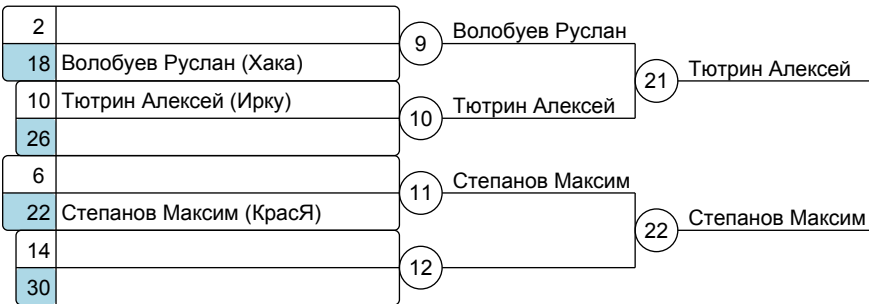 2
9 Волобуев Руслан
18 Волобуев Руслан (Хака)
21 Тютрин Алексей
10 Тютрин Алексей (Ирку)
10 Тютрин Алексей
26
6
11 Степанов Максим
22 Степанов Максим (КрасЯ)
22 Степанов Максим
14
12
30